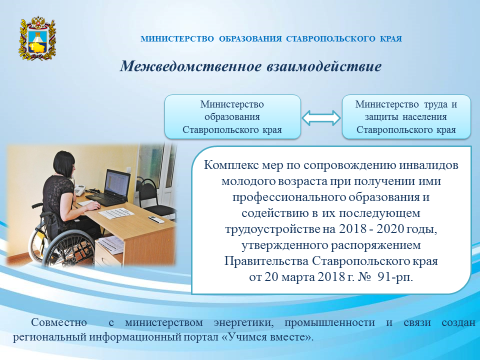 МИНИСТЕРСТВО ОБРАЗОВАНИЯ СТАВРОПОЛЬСКОГО КРАЯ
Межведомственное взаимодействие
Министерство
образования
Ставропольского края
Министерство труда и
защиты населения
Ставропольского края
Комплекс мер по сопровождению инвалидов
молодого возраста при получении ими
профессионального образования и
содействию в их последующем
трудоустройстве на 2018 - 2020 годы,
утвержденного распоряжением
Правительства Ставропольского края
от 20 марта 2018 г. № 91-рп.
Совместно с министерством энергетики, промышленности и связи создан
региональный информационный портал «Учимся вместе».